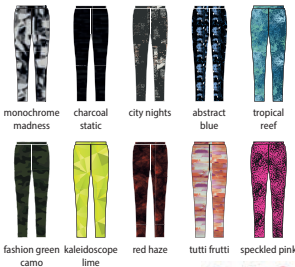 monochrome madness
charcoal static
city nights
abstract blue
tropical reef
fashion green camo
kaleidoscope lime
red haze
tutti frutti
speckled pink